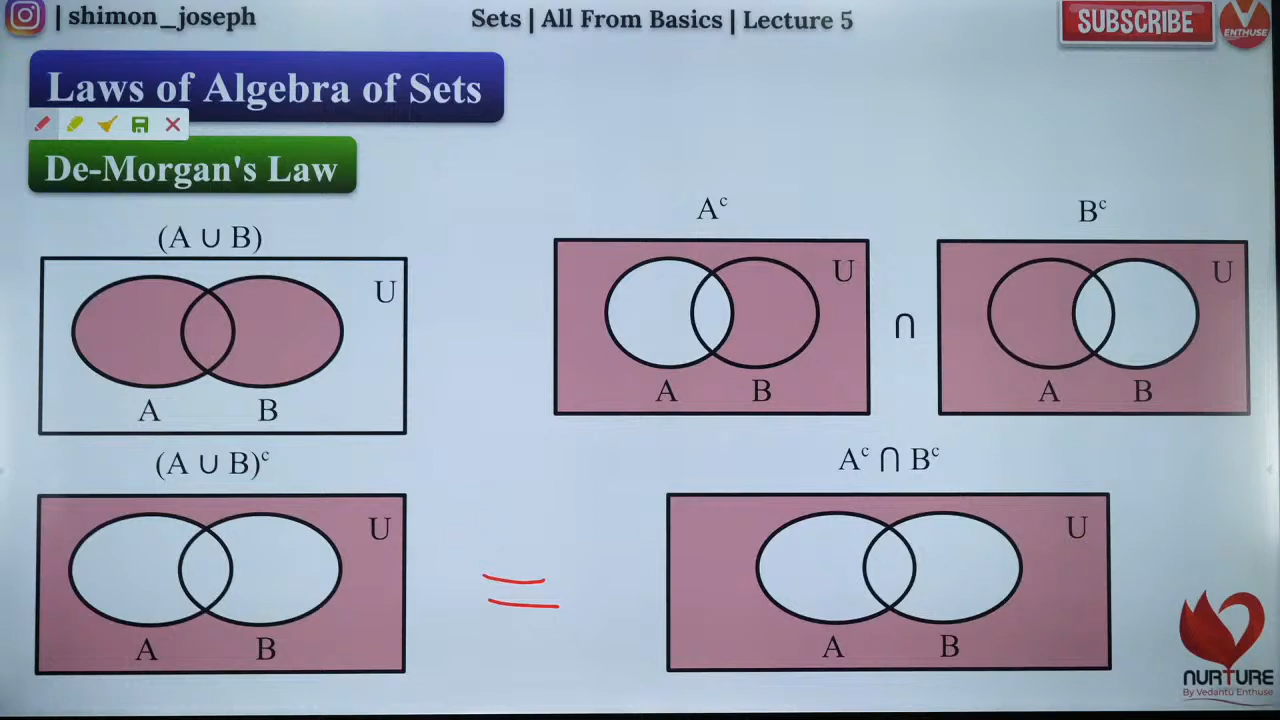 | shimon_joseph
Sets | All From Basics | Lecture 5
SUBSCRIBE
ENTHUSE
Laws of Algebra of Sets
De-Morgan's Law
(A ∪ B)
U
A B
Aᶜ
U
A B
∩
Bᶜ
U
A B
(A ∪ B)ᶜ
U
A B
=
Aᶜ ⋂ Bᶜ
U
A B
NURTURE
By Vedantu Enthuse